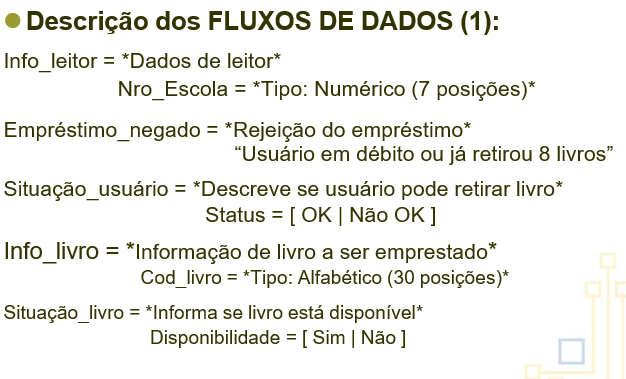 Descrição dos FLUXOS DE DADOS (1):
Info_leitor = *Dados de leitor*
Nro_Escola = *Tipo: Numérico (7 posições)*
Empréstimo_negado = *Rejeição do empréstimo*
“Usuário em débito ou já retirou 8 livros”
Situação_usuário = *Descreve se usuário pode retirar livro*
Status = [ OK | Não OK ]
Info_livro = *Informação de livro a ser emprestado*
Cod_livro = *Tipo: Alfabético (30 posições)*
Situação_livro = *Informa se livro está disponível*
Disponibilidade = [ Sim | Não ]